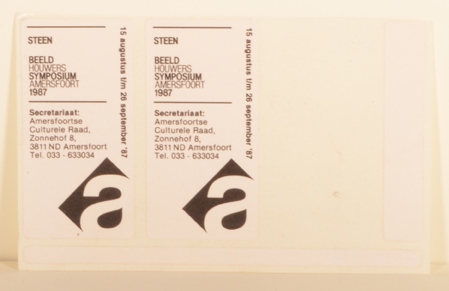 STEEN
BEELD
HOUWERS
SYMPOSIUM
AMERSFOORT
1987
Secretariaat:
Amersfoortse
Culturele Raad,
Zonnehof 8,
3811 ND Amersfoort
Tel. 033 - 633034
a
15 augustus t/m 26 september '87
STEEN
BEELD
HOUWERS
SYMPOSIUM
AMERSFOORT
1987
Secretariaat:
Amersfoortse
Culturele Raad,
Zonnehof 8,
3811 ND Amersfoort
Tel. 033 - 633034
a
15 augustus t/m 26 september '87